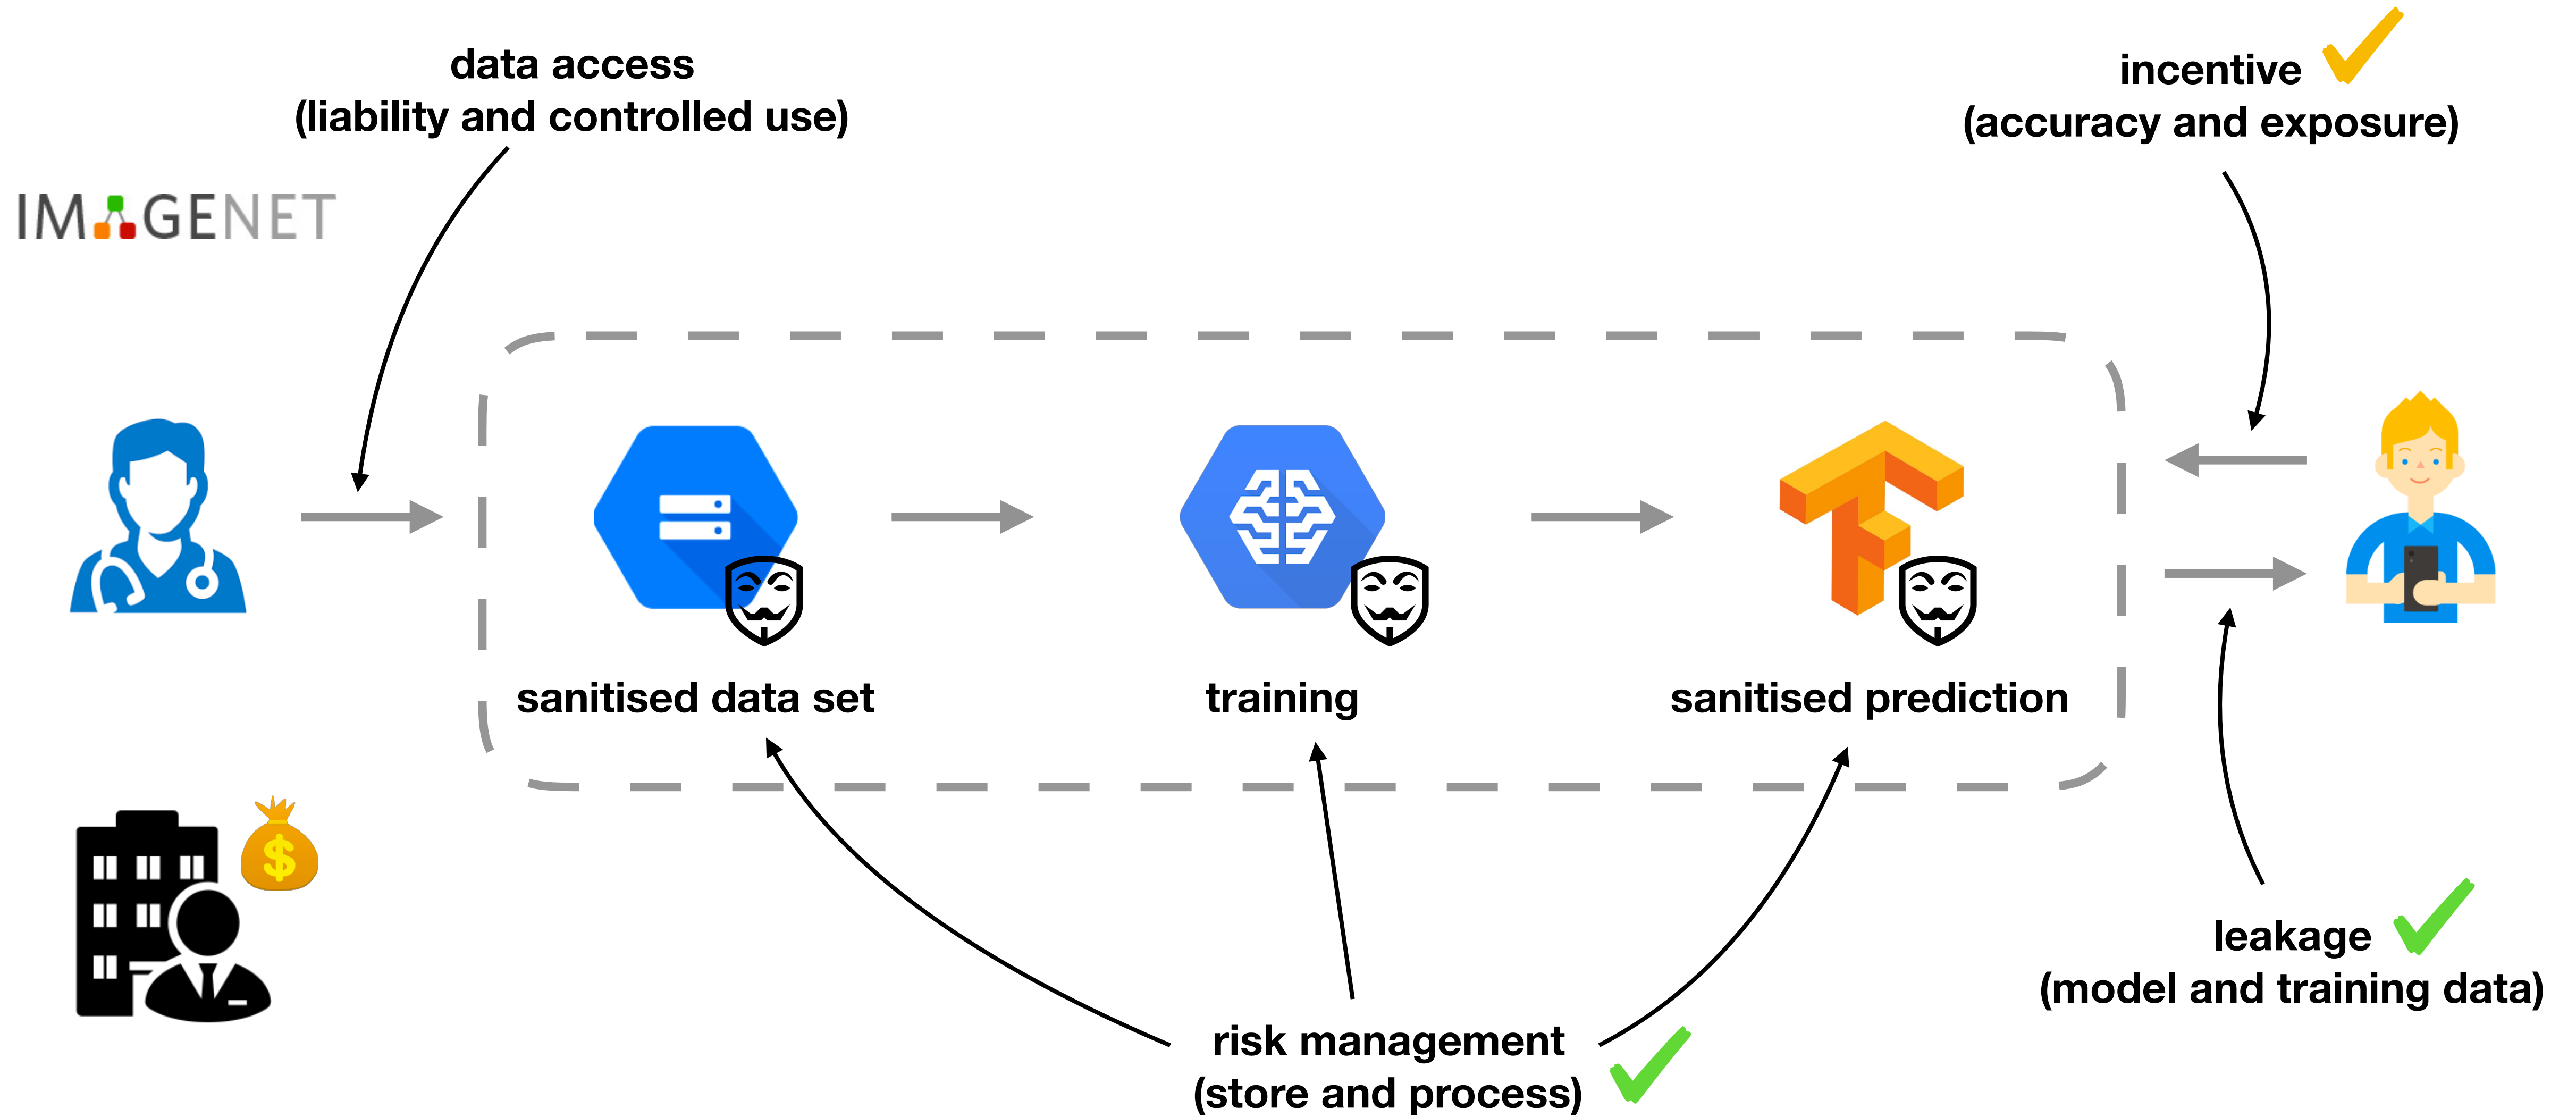 data access
(liability and controlled use)
incentive
(accuracy and exposure)
IMAGENET
sanitised data set
training
sanitised prediction
leakage
(model and training data)
risk management
(store and process)
$